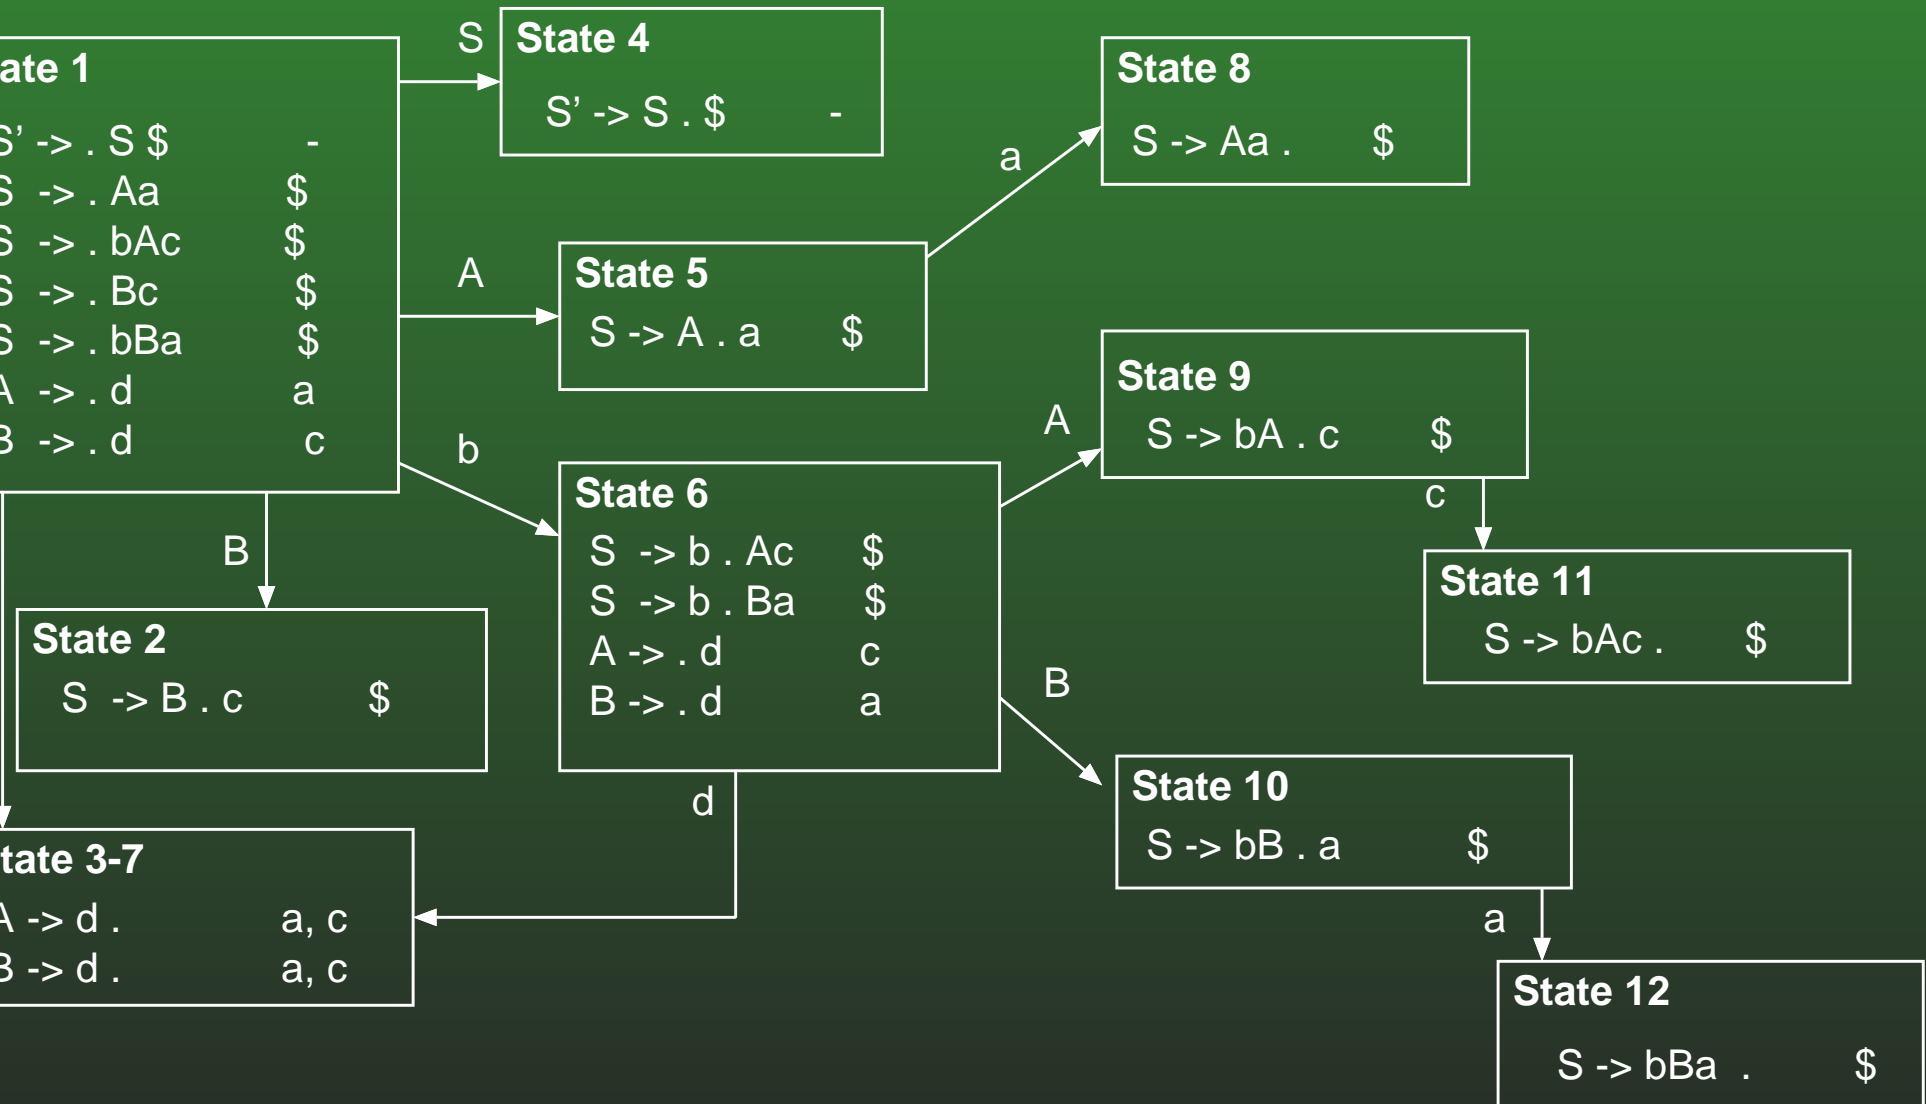 ate 1
S’ -> . S $ -
S -> . Aa $
S -> . bAc $
S -> . Bc $
S -> . bBa $
A -> . d a
B -> . d c
S
State 4
S’ -> S . $ -
A
State 5
S -> A . a $
a
State 8
S -> Aa . $
b
State 6
S -> b . Ac $
S -> b . Ba $
A -> . d c
B -> . d a
A
State 9
S -> bA . c $
c
State 11
S -> bAc . $
B
State 10
S -> bB . a $
a
State 12
S -> bBa . $
B
State 2
S -> B . c $
d
tate 3-7
A -> d . a, c
B -> d . a, c